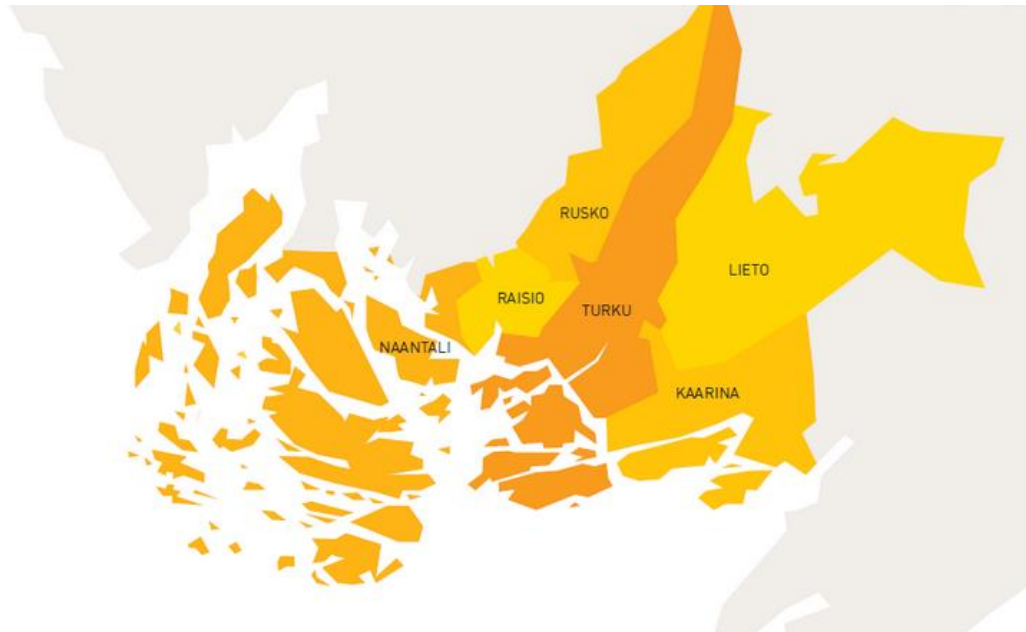 RUSKO
LIETO
RAISIO
TURKU
NAANTALI
KAARINA